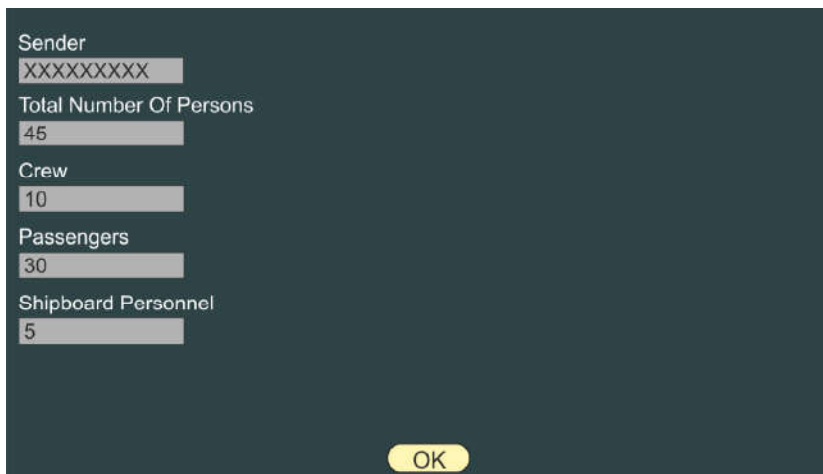 Sender
XXXXXXXXX
Total Number Of Persons
45
Crew
10
Passengers
30
Shipboard Personnel
5
OK